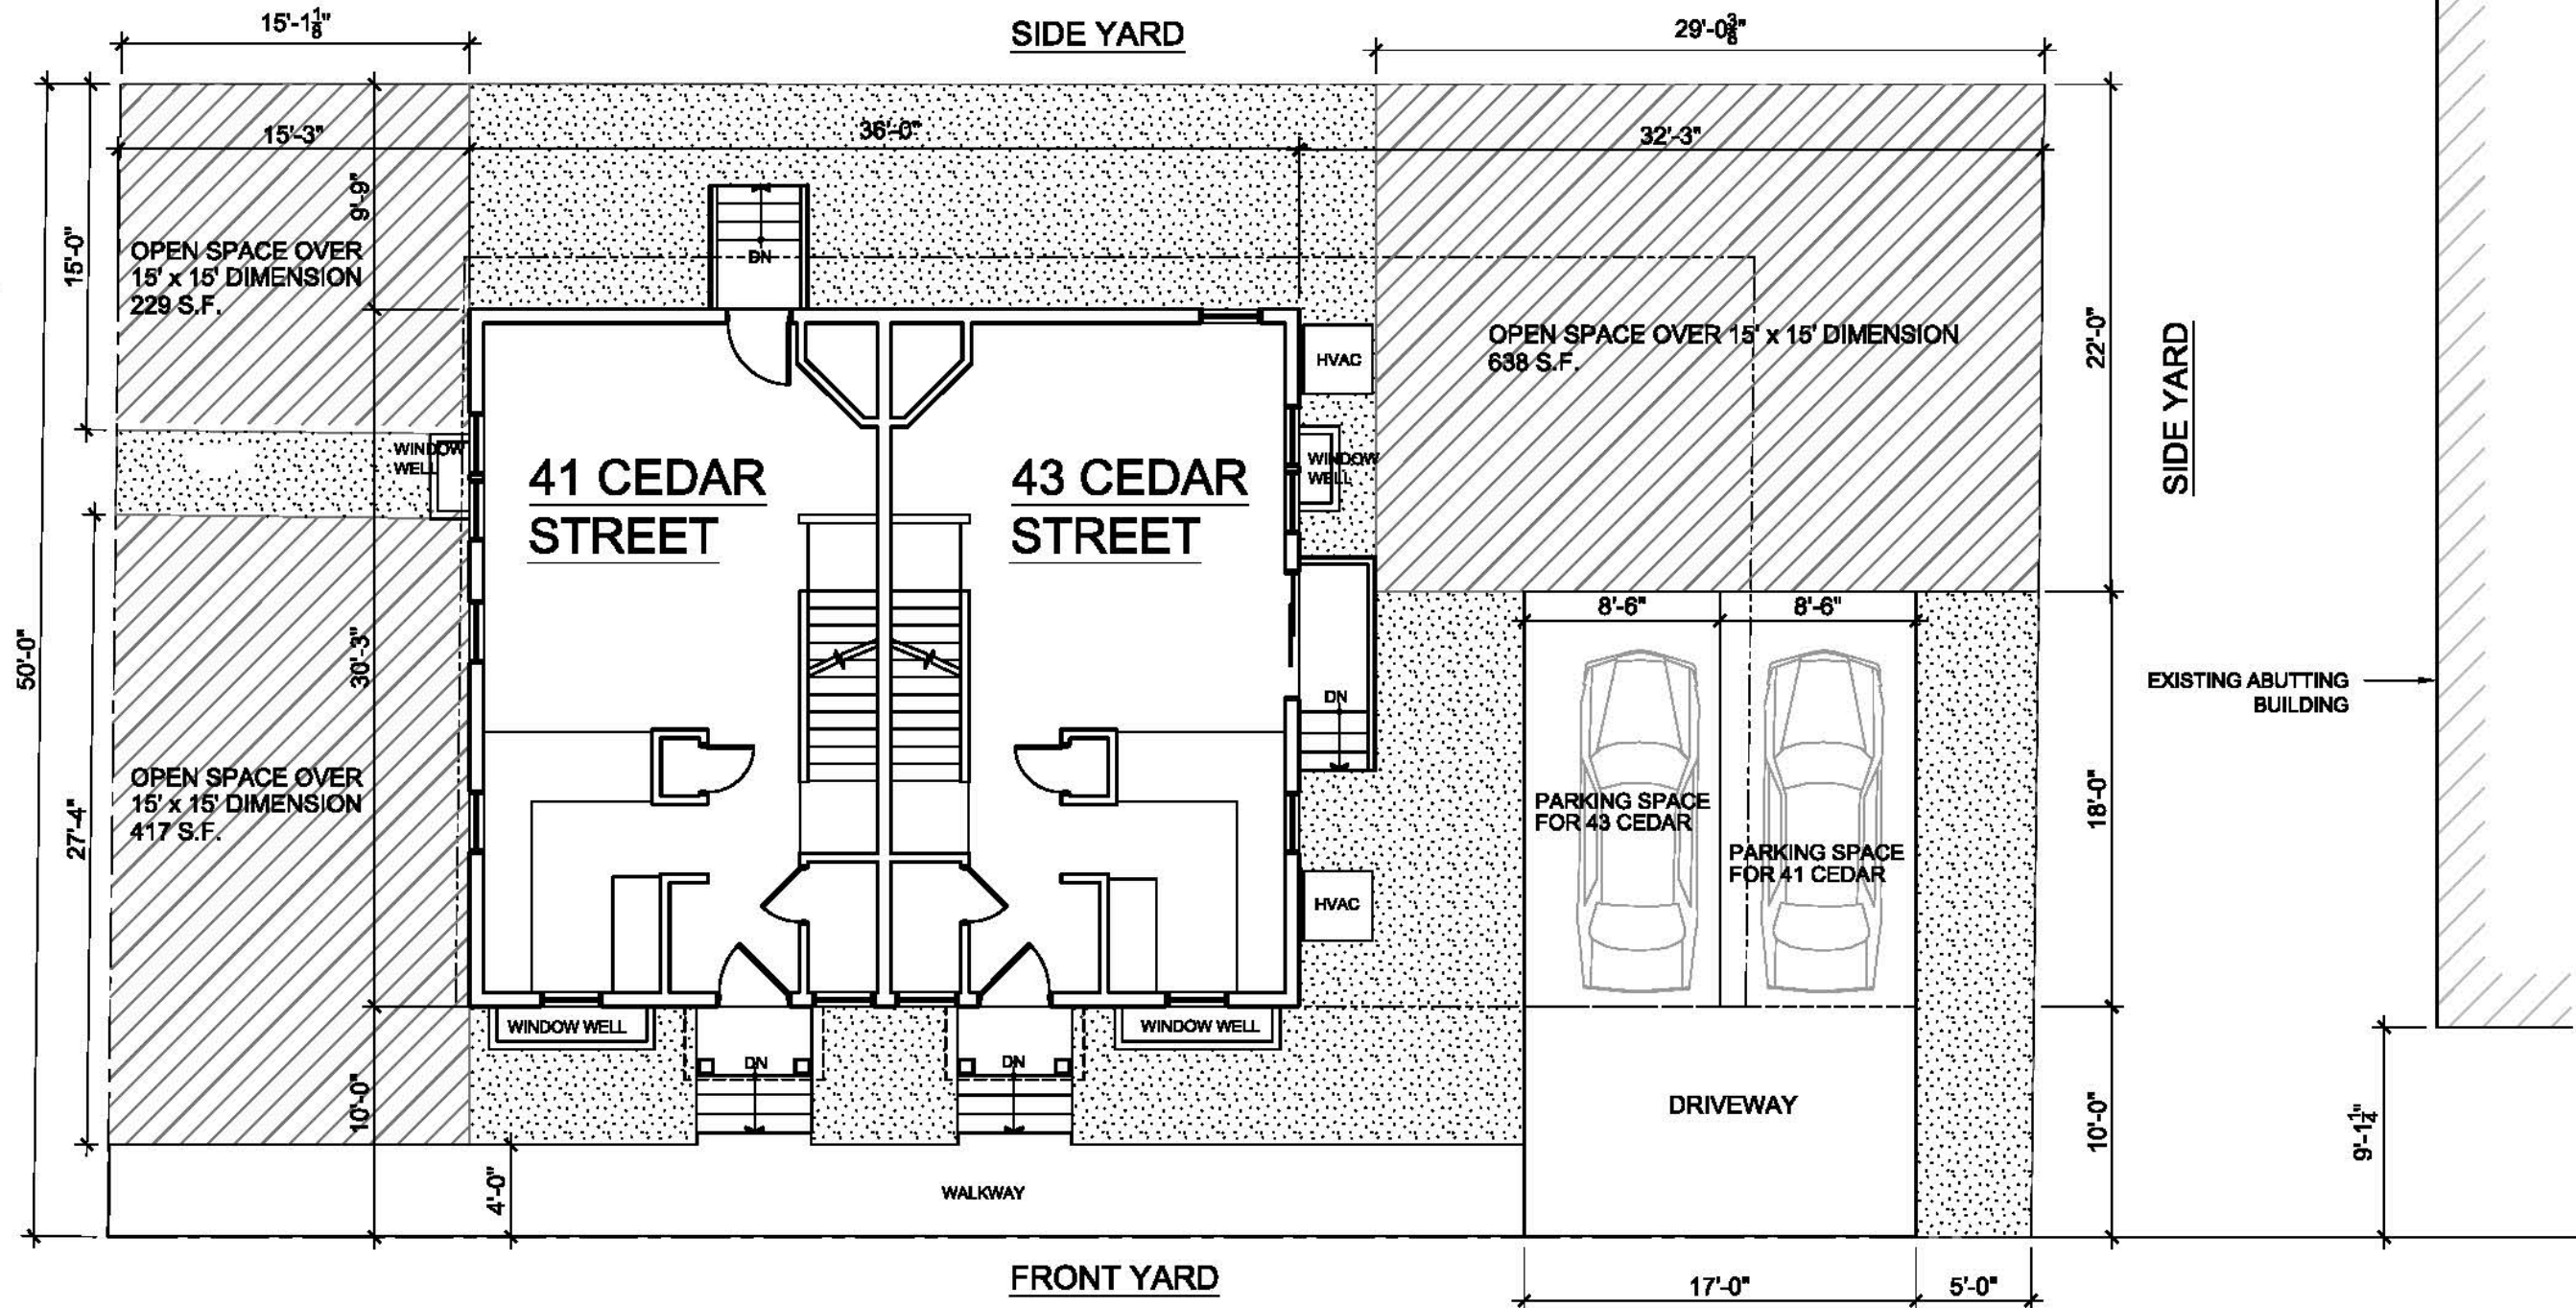 15'-1 1/8"
SIDE YARD
29'-0 3/8"
15'-3"
36'-0"
32'-3"
9'-9"
15'-0"
OPEN SPACE OVER
15' x 15' DIMENSION
229 S.F.
DN
OPEN SPACE OVER 15' x 15' DIMENSION
638 S.F.
22'-0"
SIDE YARD
HVAC
WINDOW
WELL
41 CEDAR
STREET
43 CEDAR
STREET
WINDOW
WELL
50'-0"
30'-3"
8'-6"
8'-6"
EXISTING ABUTTING
BUILDING
DN
OPEN SPACE OVER
15' x 15' DIMENSION
417 S.F.
27'-4"
PARKING SPACE
FOR 43 CEDAR
PARKING SPACE
FOR 41 CEDAR
18'-0"
HVAC
WINDOW WELL
WINDOW WELL
DN
DN
10'-0"
DRIVEWAY
10'-0"
9'-1 1/4"
4'-0"
WALKWAY
FRONT YARD
17'-0"
5'-0"